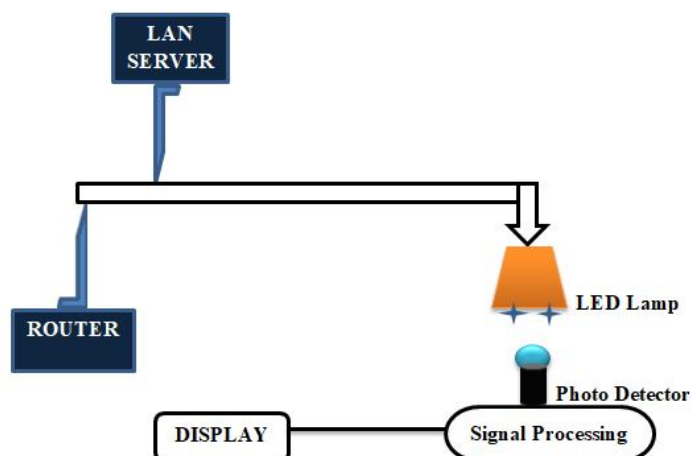 LAN
SERVER
ROUTER
LED Lamp
Photo Detector
DISPLAY
Signal Processing